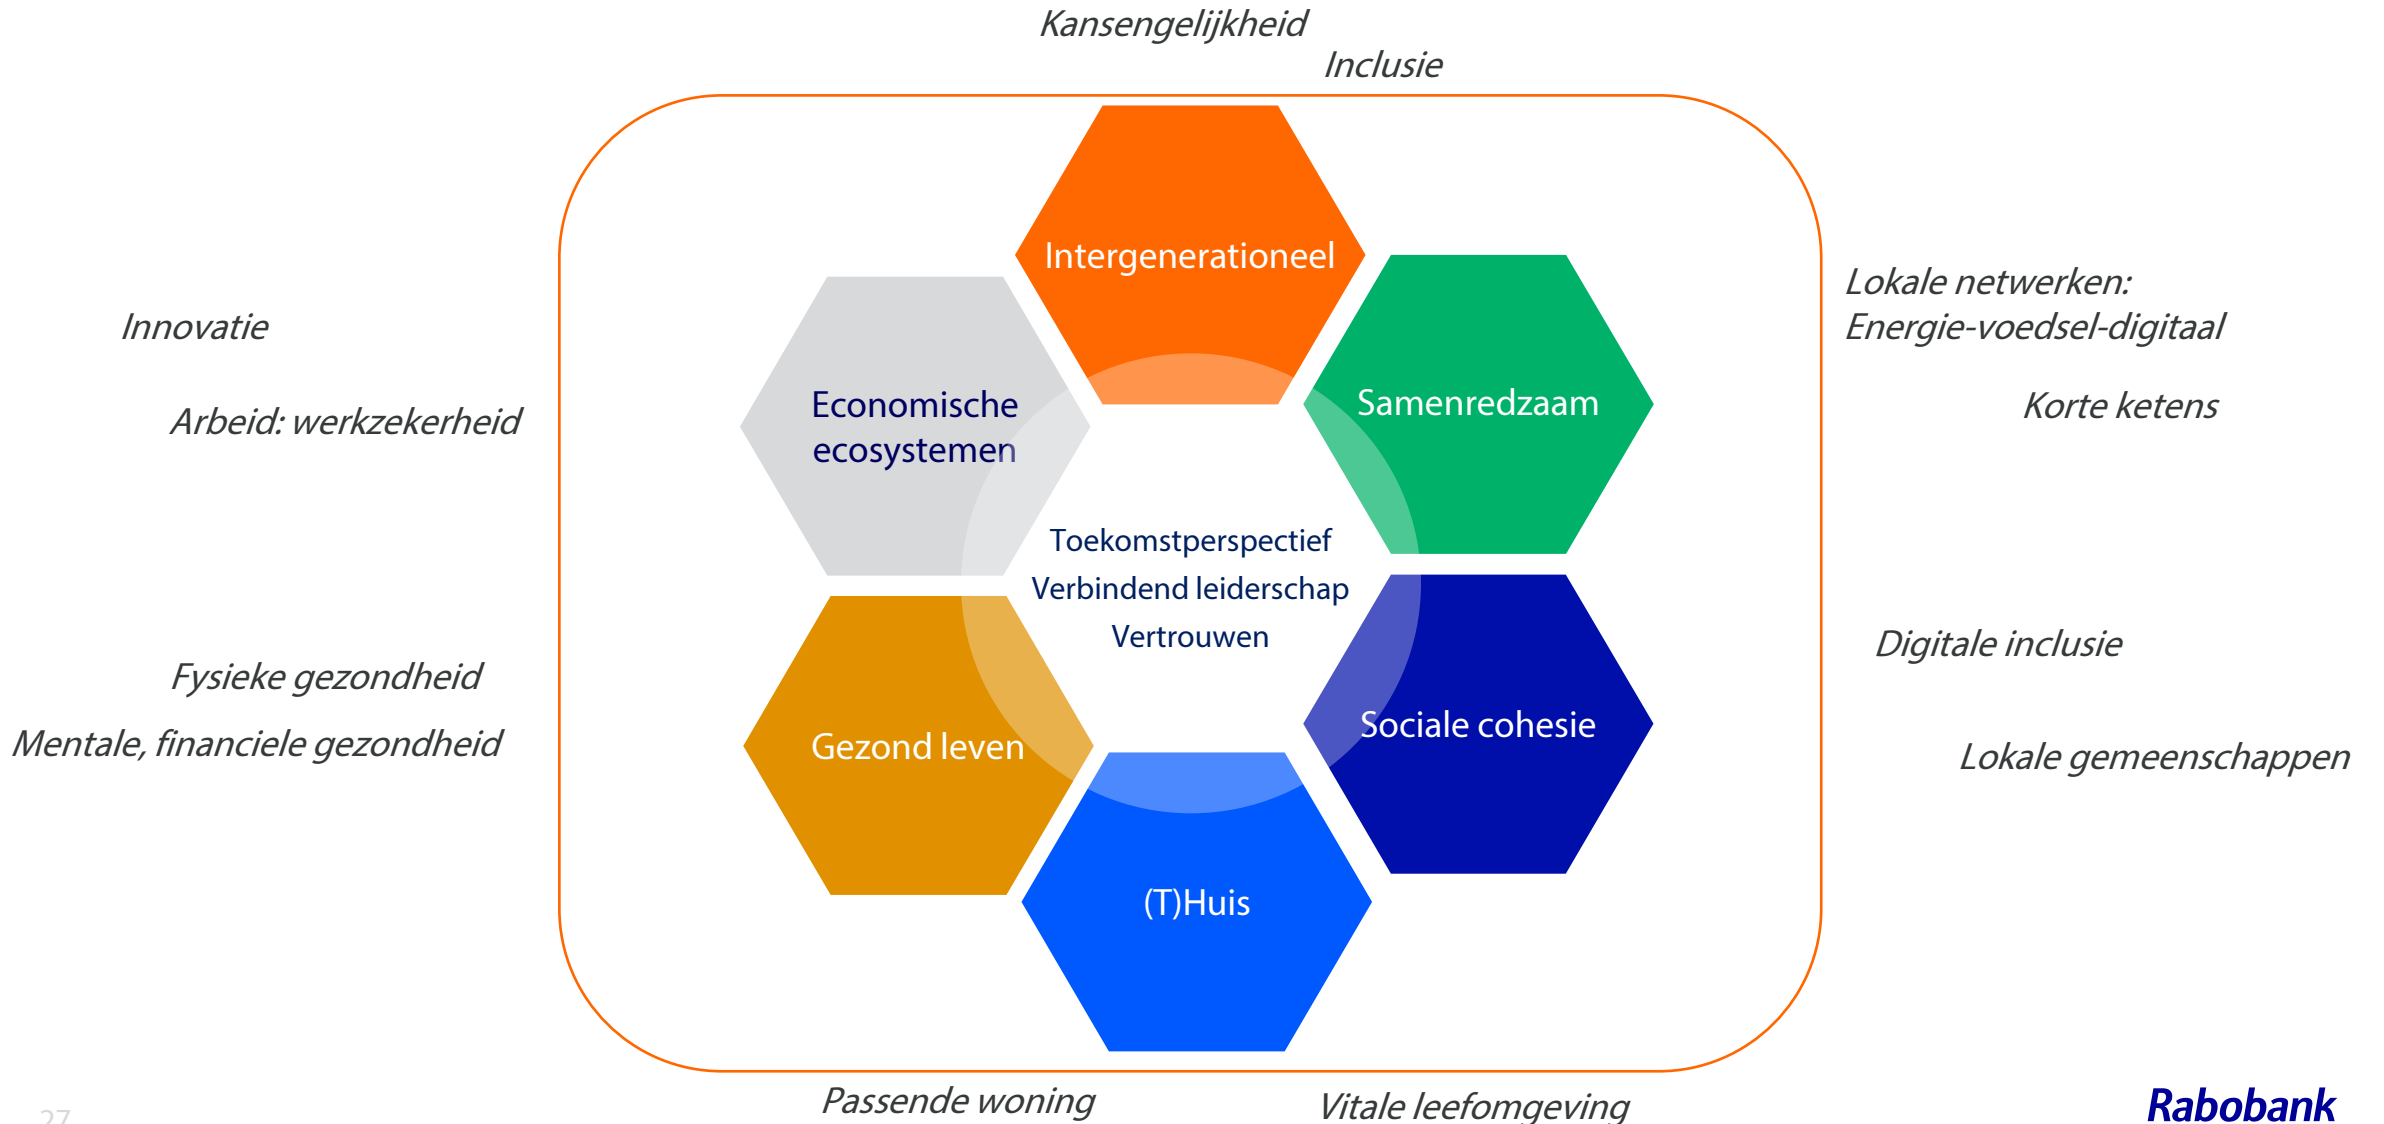 Kansengelijkheid
Inclusie
Intergenerationeel
Lokale netwerken:
Energie-voedsel-digitaal
Innovatie
Economische
ecosystemen
Samenredzaam
Korte ketens
Arbeid: werkzekerheid
Toekomstperspectief
Verbindend leiderschap
Vertrouwen
Digitale inclusie
Fysieke gezondheid
Mentale, financiele gezondheid
Gezond leven
Sociale cohesie
Lokale gemeenschappen
(T)Huis
Passende woning
Vitale leefomgeving
27
Rabobank